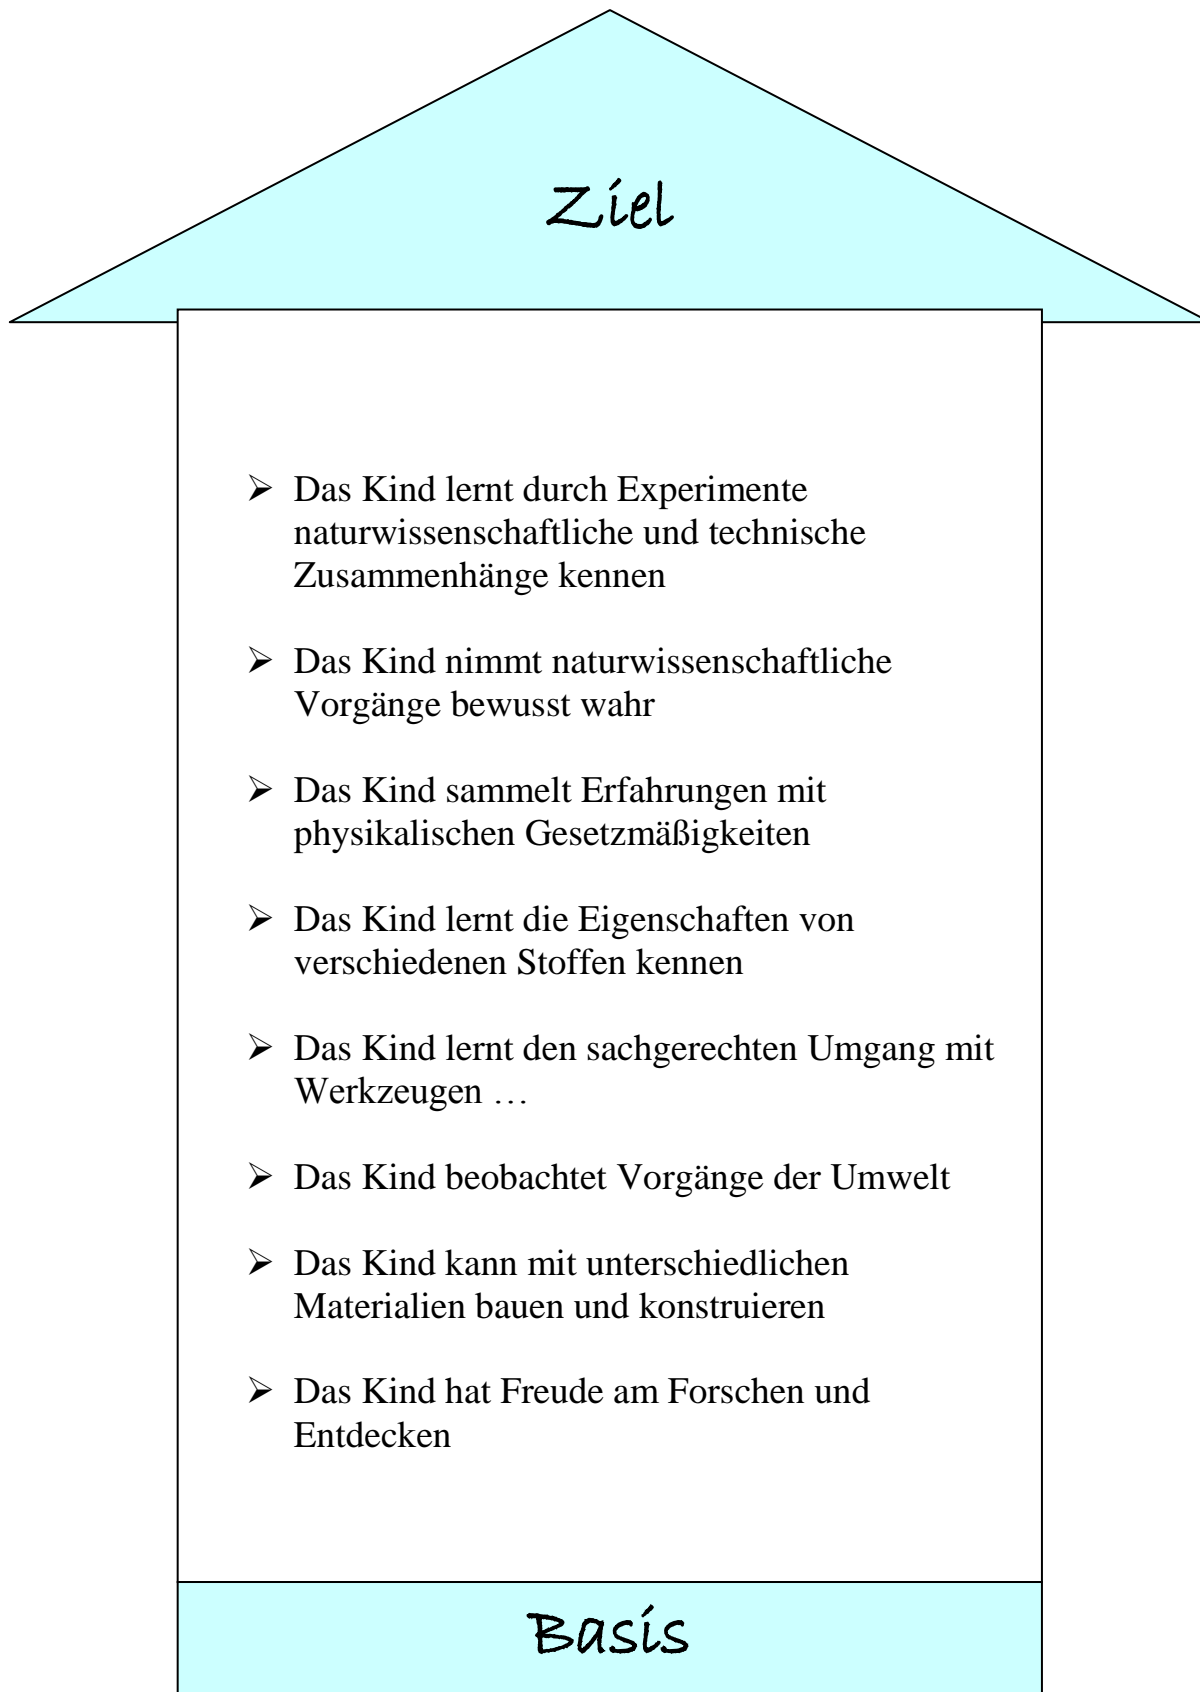 Ziel
➢ Das Kind lernt durch Experimente
naturwissenschaftliche und technische
Zusammenhänge kennen
➢ Das Kind nimmt naturwissenschaftliche
Vorgänge bewusst wahr
➢ Das Kind sammelt Erfahrungen mit
physikalischen Gesetzmäßigkeiten
➢ Das Kind lernt die Eigenschaften von
verschiedenen Stoffen kennen
➢ Das Kind lernt den sachgerechten Umgang mit
Werkzeugen …
➢ Das Kind beobachtet Vorgänge der Umwelt
➢ Das Kind kann mit unterschiedlichen
Materialien bauen und konstruieren
➢ Das Kind hat Freude am Forschen und
Entdecken
Basis